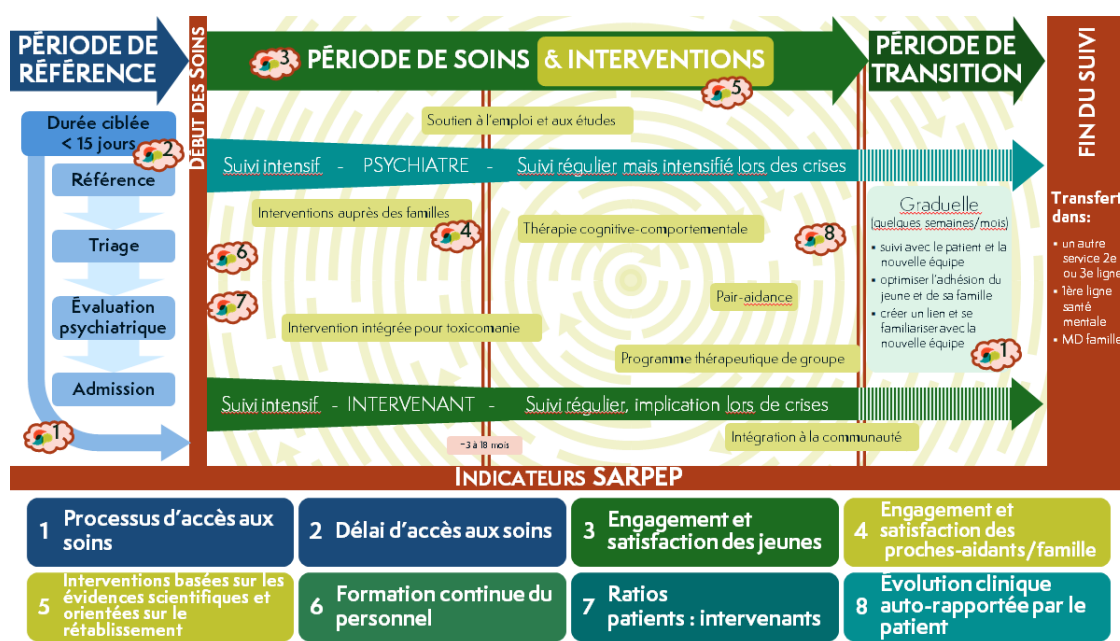 PÉRIODE DE
RÉFÉRENCE
DÉBUT DES SOINS
3
PÉRIODE DE SOINS & INTERVENTIONS
5
PÉRIODE DE
TRANSITION
FIN DU SUIVI
Durée ciblée
< 15 jours
2
Référence
Triage
Évaluation
psychiatrique
Admission
1
Soutien à l'emploi et aux études
Suivi intensif - PSYCHIATRE - Suivi régulier mais intensifié lors des crises
Interventions auprès des familles
4
Thérapie cognitive-comportementale
8
6
7
Pair-aidance
Intervention intégrée pour toxicomanie
Programme thérapeutique de groupe
Suivi intensif - INTERVENANT - Suivi régulier, implication lors de crises
~3 à 18 mois
Intégration à la communauté
Graduelle
(quelques semaines/mois)
• suivi avec le patient et la
nouvelle équipe
• optimiser l'adhésion du
jeune et de sa famille
• créer un lien et se
familiariser avec la
nouvelle équipe
1
Transfert
dans:
• un autre
service 2e
ou 3e ligne
• 1ère ligne
santé
mentale
• MD famille
INDICATEURS SARPEP
1 Processus d'accès aux
soins
2 Délai d'accès aux soins
3 Engagement et
satisfaction des jeunes
4 Engagement et
satisfaction des
proches-aidants/famille
5 Interventions basées sur les
évidences scientifiques et
orientées sur le
rétablissement
6 Formation continue du
personnel
7 Ratios
patients : intervenants
8 Évolution clinique
auto-rapportée par le
patient